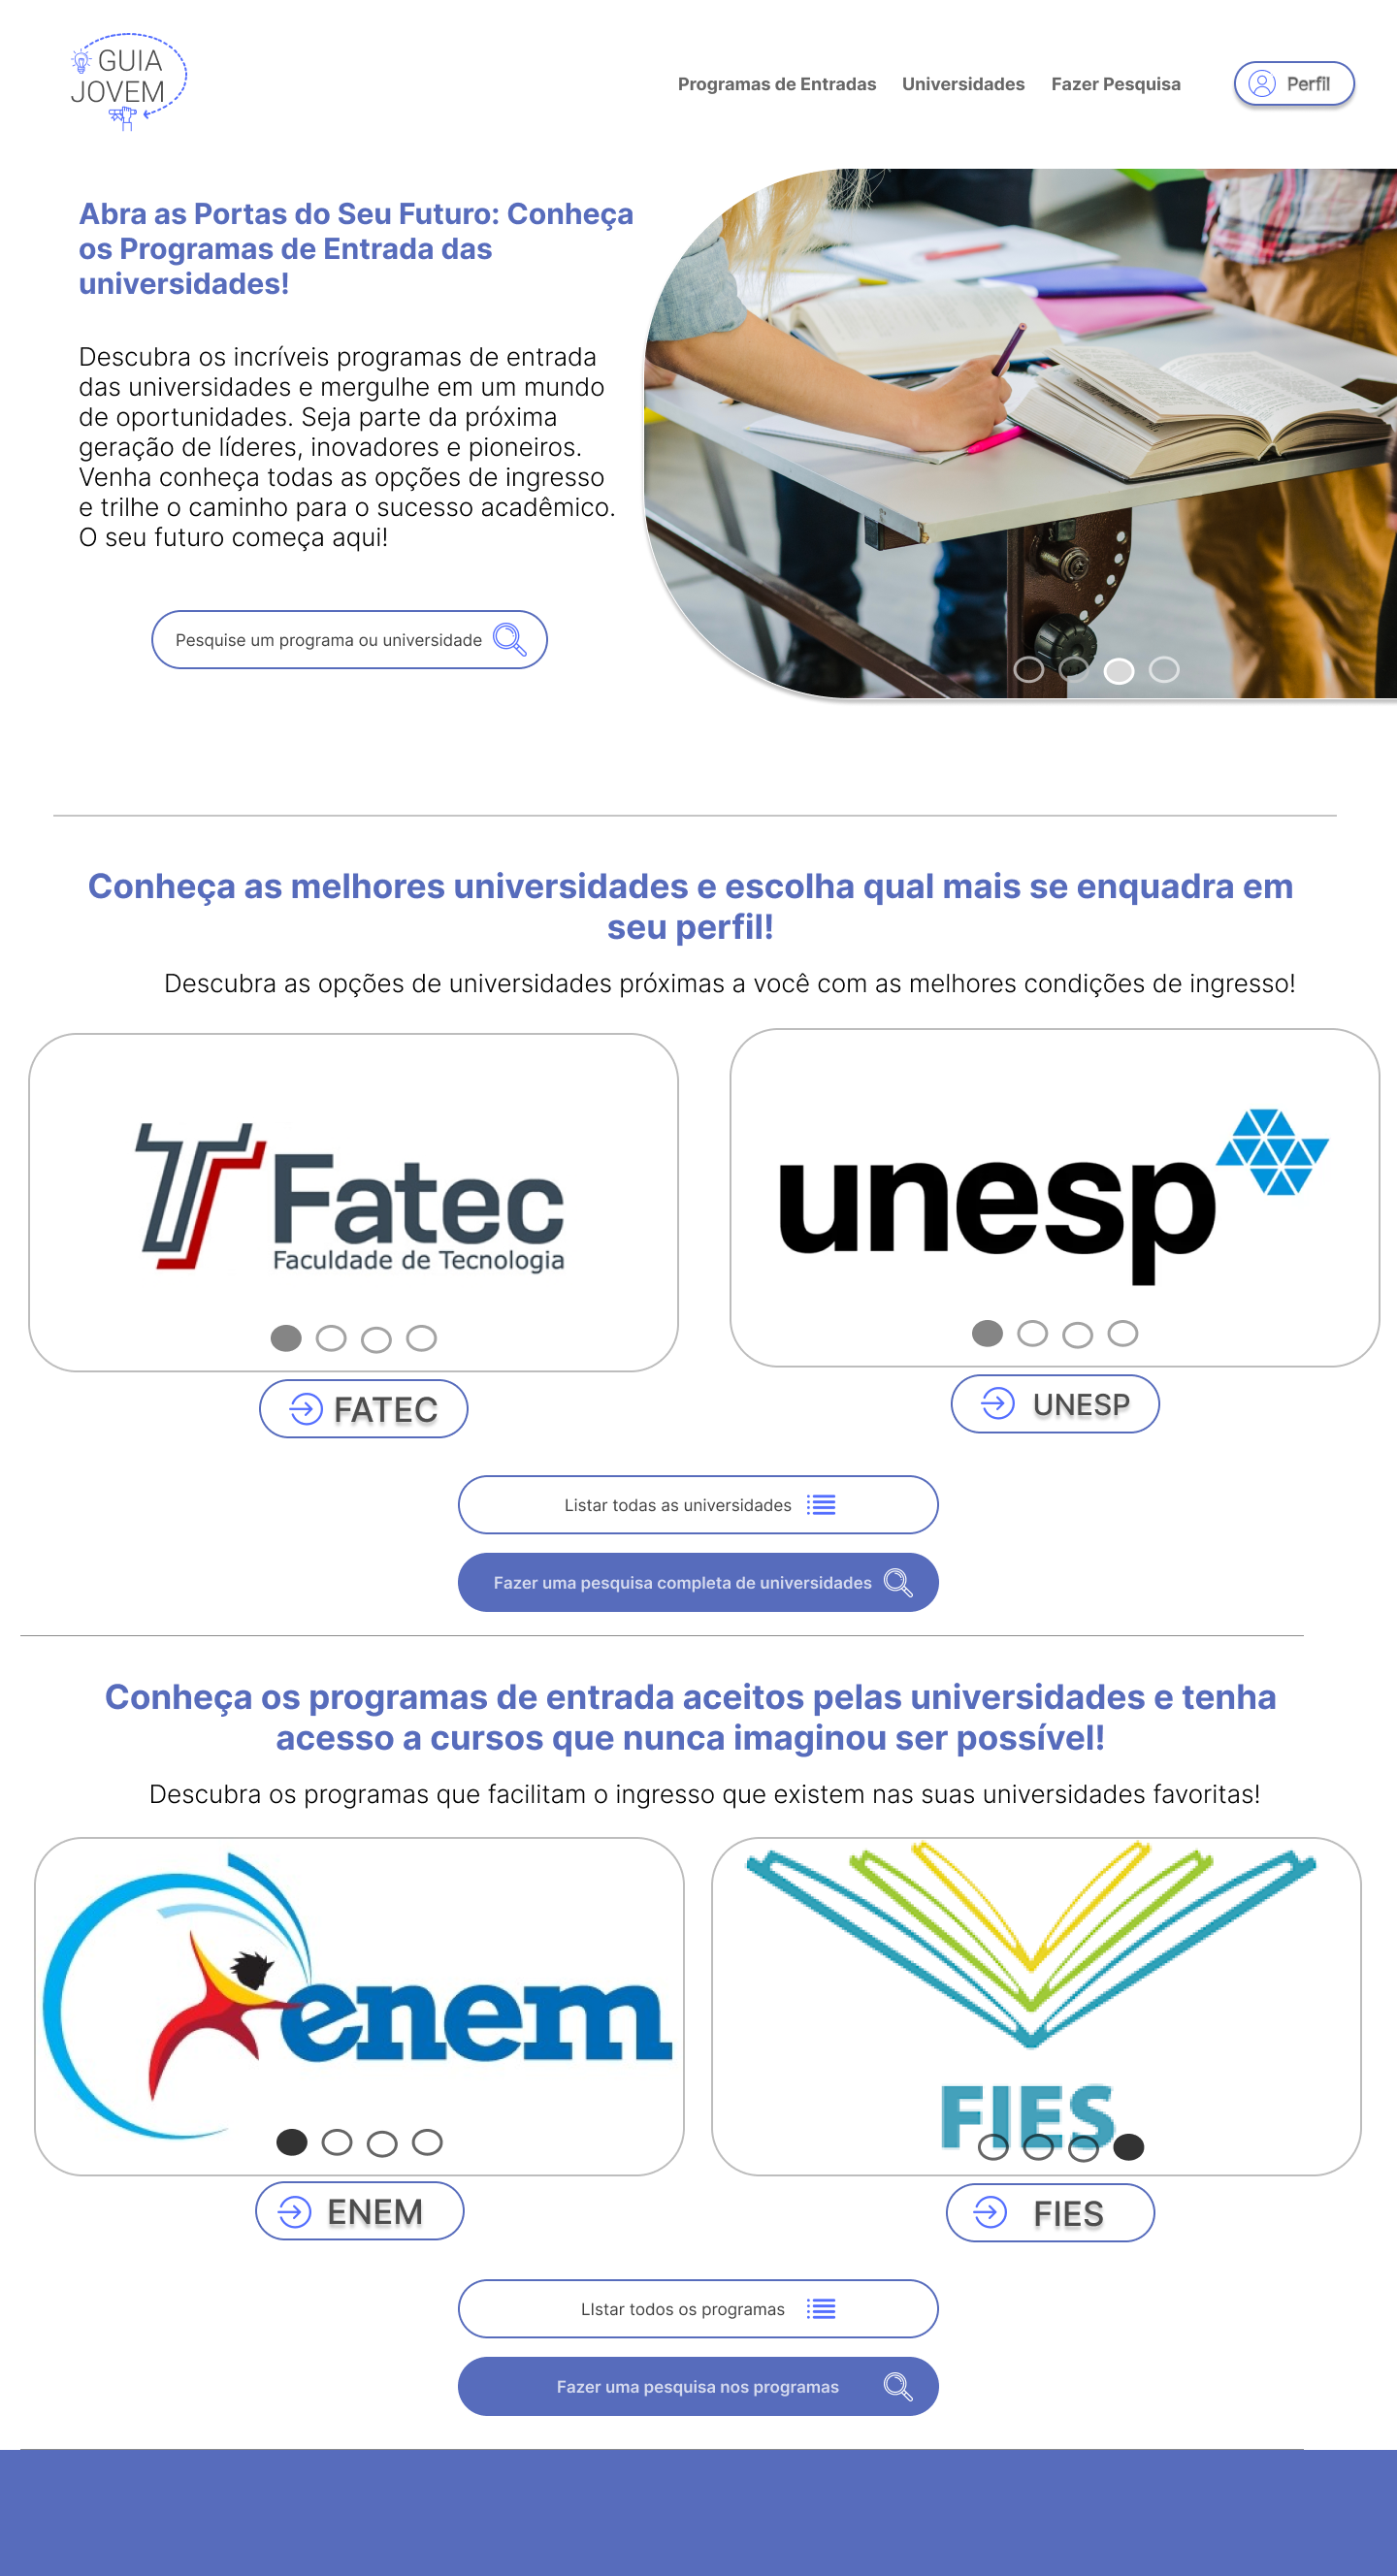 GUIA
JOVEM
Programas de Entradas Universidades Fazer Pesquisa Perfil
Abra as Portas do Seu Futuro: Conheça
os Programas de Entrada das
universidades!
Descubra os incríveis programas de entrada
das universidades e mergulhe em um mundo
de oportunidades. Seja parte da próxima
geração de líderes, inovadores e pioneiros.
Venha conheça todas as opções de ingresso
e trilhe o caminho para o sucesso acadêmico.
O seu futuro começa aqui!
Pesquise um programa ou universidade
Conheça as melhores universidades e escolha qual mais se enquadra em
seu perfil!
Descubra as opções de universidades próximas a você com as melhores condições de ingresso!
Fatec
Faculdade de Tecnologia
unesp
FATEC
UNESP
Listar todas as universidades
Fazer uma pesquisa completa de universidades
Conheça os programas de entrada aceitos pelas universidades e tenha
acesso a cursos que nunca imaginou ser possível!
Descubra os programas que facilitam o ingresso que existem nas suas universidades favoritas!
enem
FIES
ENEM
FIES
LIstar todos os programas
Fazer uma pesquisa nos programas